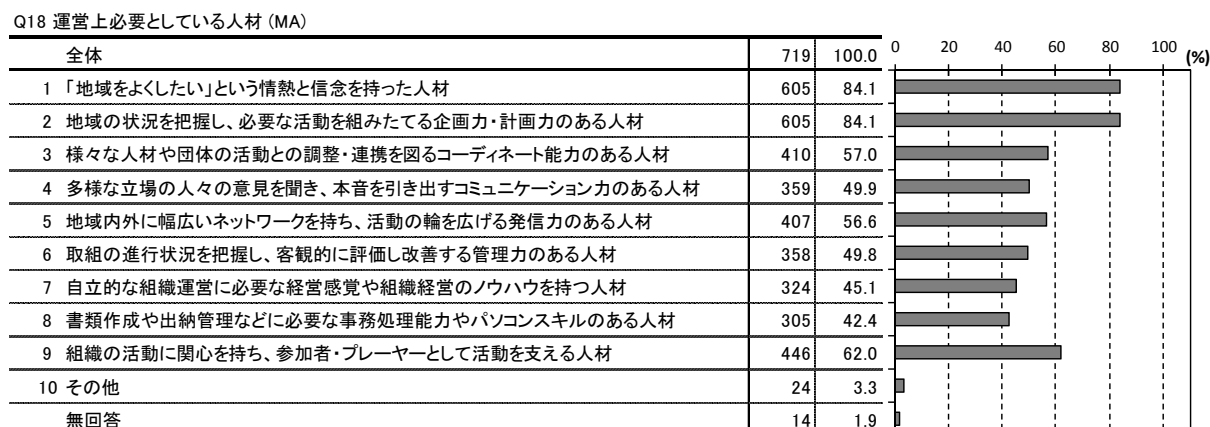 Q18 運営上必要としている人材 (MA)
全体 719 100.0 0 20 40 60 80 100 (%)
1 「地域をよくしたい」という情熱と信念を持った人材 605 84.1
2 地域の状況を把握し、必要な活動を組みたてる企画力・計画力のある人材 605 84.1
3 様々な人材や団体の活動との調整・連携を図るコーディネート能力のある人材 410 57.0
4 多様な立場の人々の意見を聞き、本音を引き出すコミュニケーション力のある人材 359 49.9
5 地域内外に幅広いネットワークを持ち、活動の輪を広げる発信力のある人材 407 56.6
6 取組の進行状況を把握し、客観的に評価し改善する管理力のある人材 358 49.8
7 自立的な組織運営に必要な経営感覚や組織経営のノウハウを持つ人材 324 45.1
8 書類作成や出納管理などに必要な事務処理能力やパソコンスキルのある人材 305 42.4
9 組織の活動に関心を持ち、参加者・プレーヤーとして活動を支える人材 446 62.0
10 その他 24 3.3
無回答 14 1.9